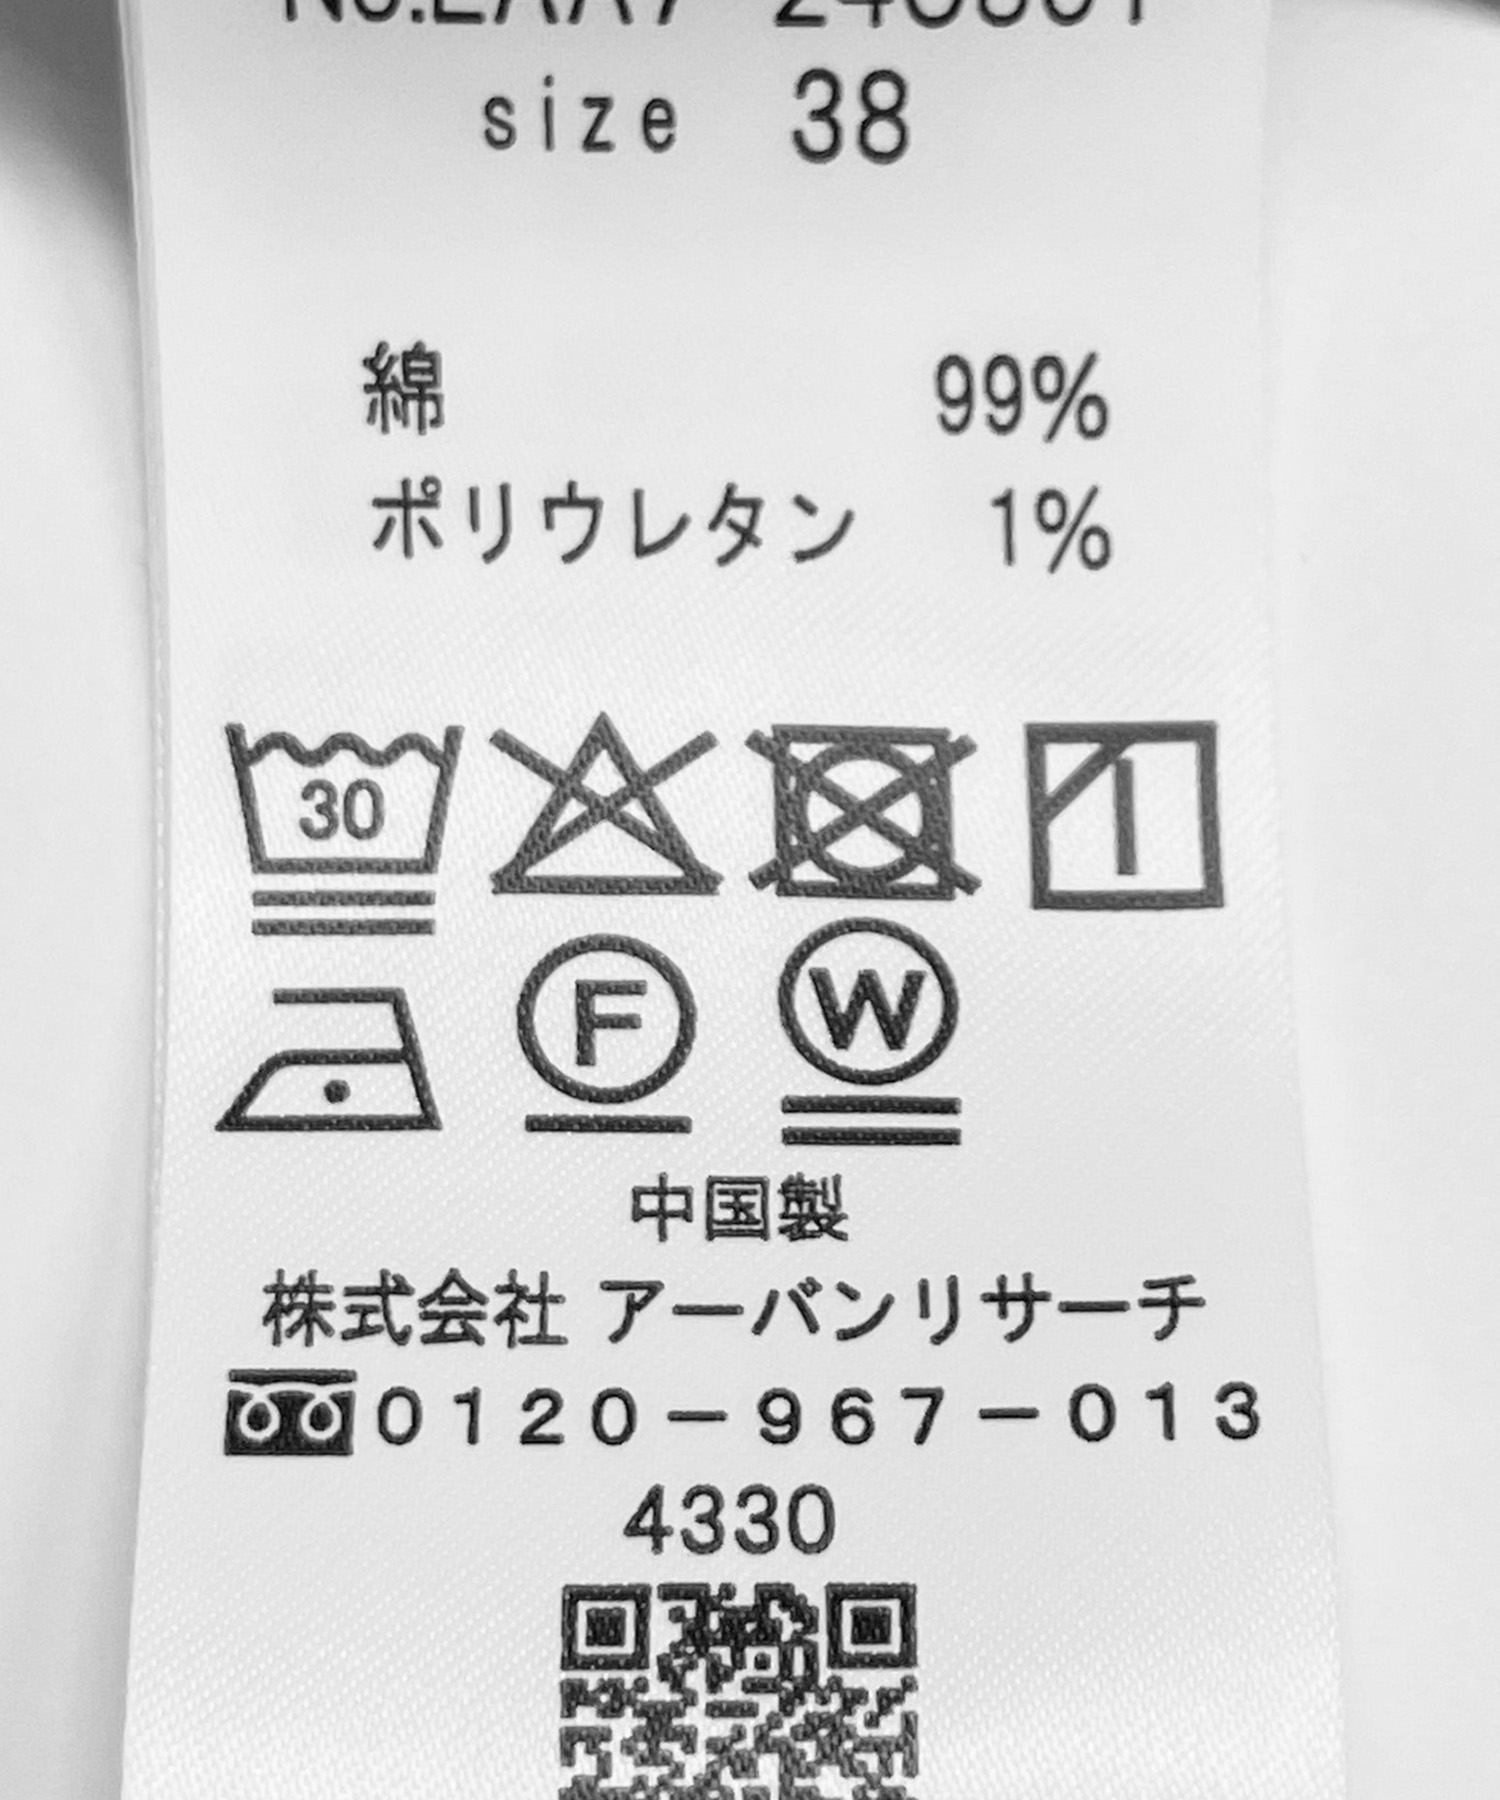 size 38
綿 99%
ポリウレタン 1%
30
F W
中国製
株式会社 アーバンリサーチ
0120-967-013
4330